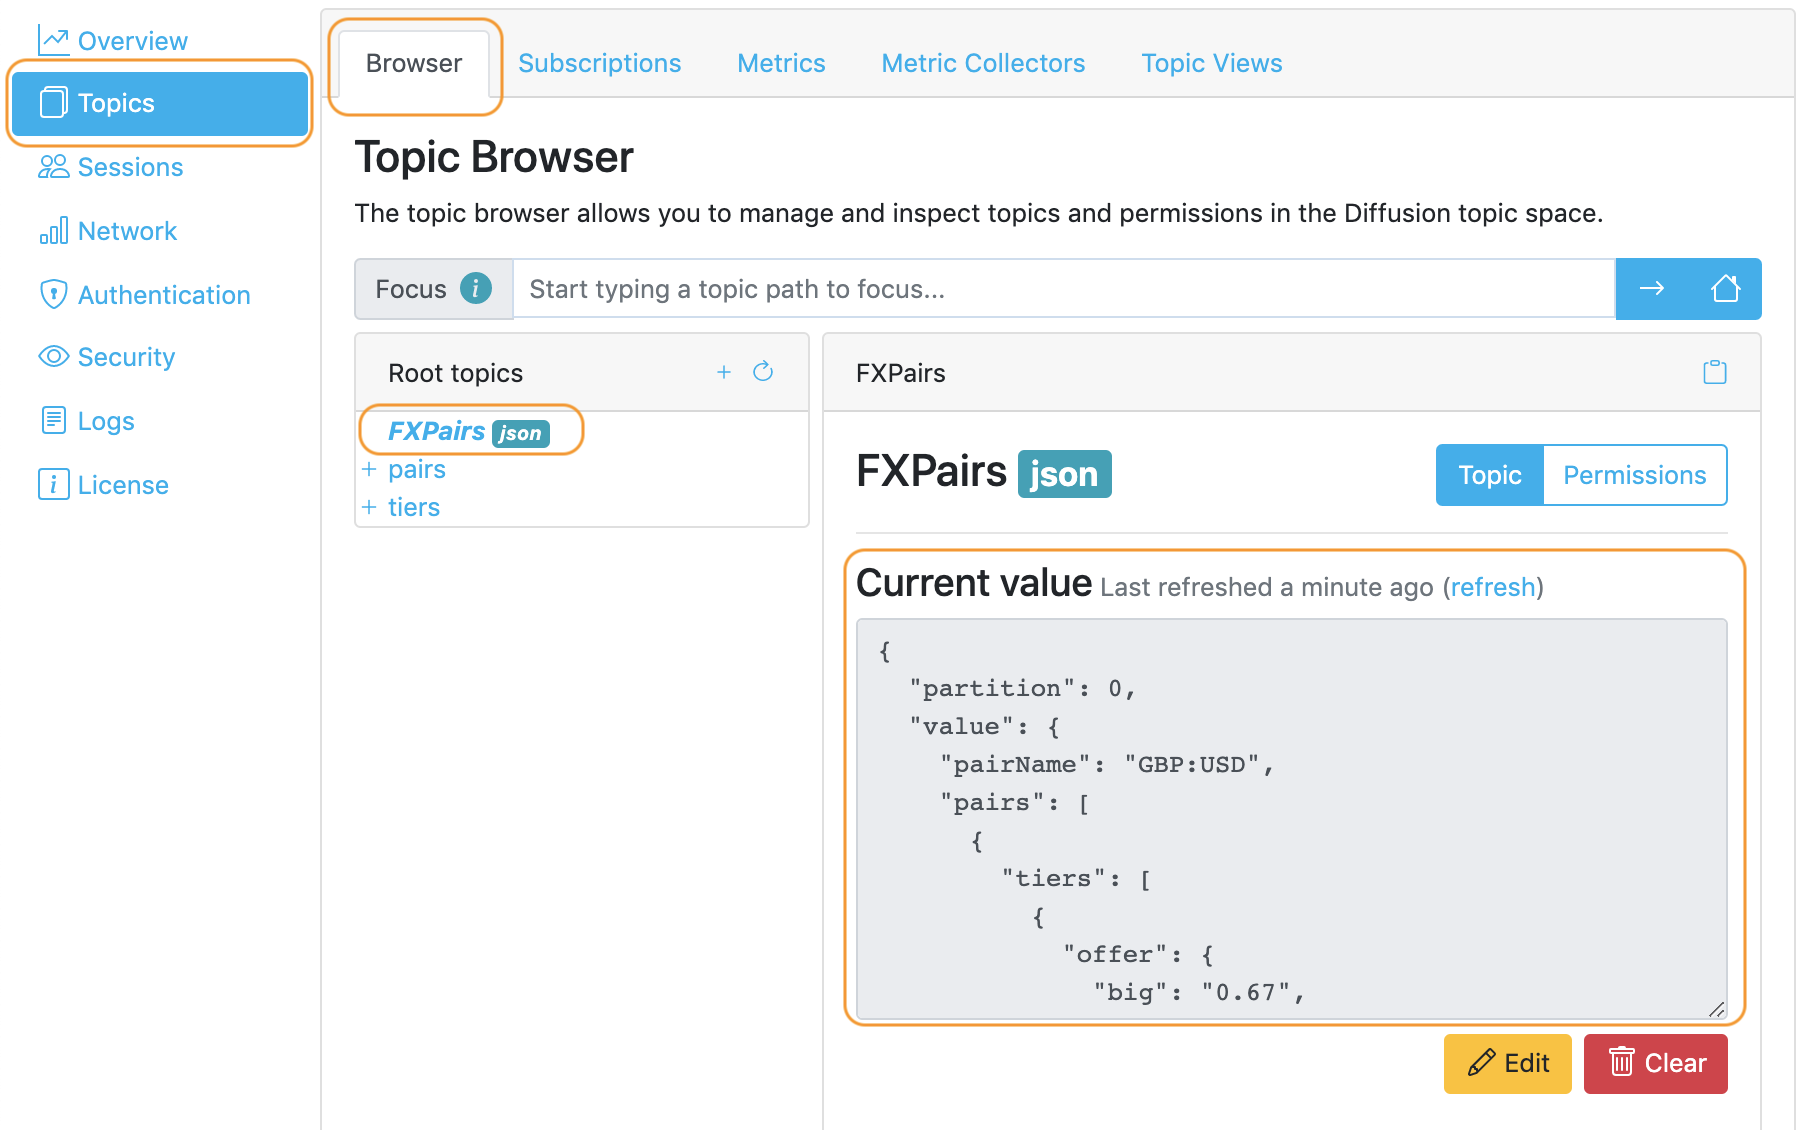 Overview
Topics
Sessions
Network
Authentication
Security
Logs
License
Browser Subscriptions Metrics Metric Collectors Topic Views
Topic Browser
The topic browser allows you to manage and inspect topics and permissions in the Diffusion topic space.
Focus i Start typing a topic path to focus...
Root topics +
FXPairs json
+ pairs
+ tiers
FXPairs
FXPairs json
Topic Permissions
Current value Last refreshed a minute ago (refresh)
{
  "partition": 0,
  "value": {
    "pairName": "GBP:USD",
    "pairs": [
      {
        "tiers": [
          {
            "offer": {
              "big": "0.67",
Edit Clear